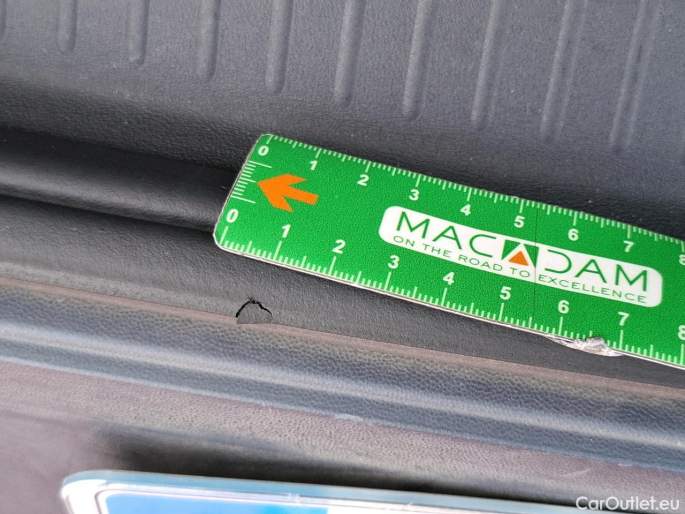 0 1 2 3 4 5 6 7
MACADAM
ON THE ROAD TO EXCELLENCE
0 1 2 3 4 5 6 7 8
CarOutlet.eu